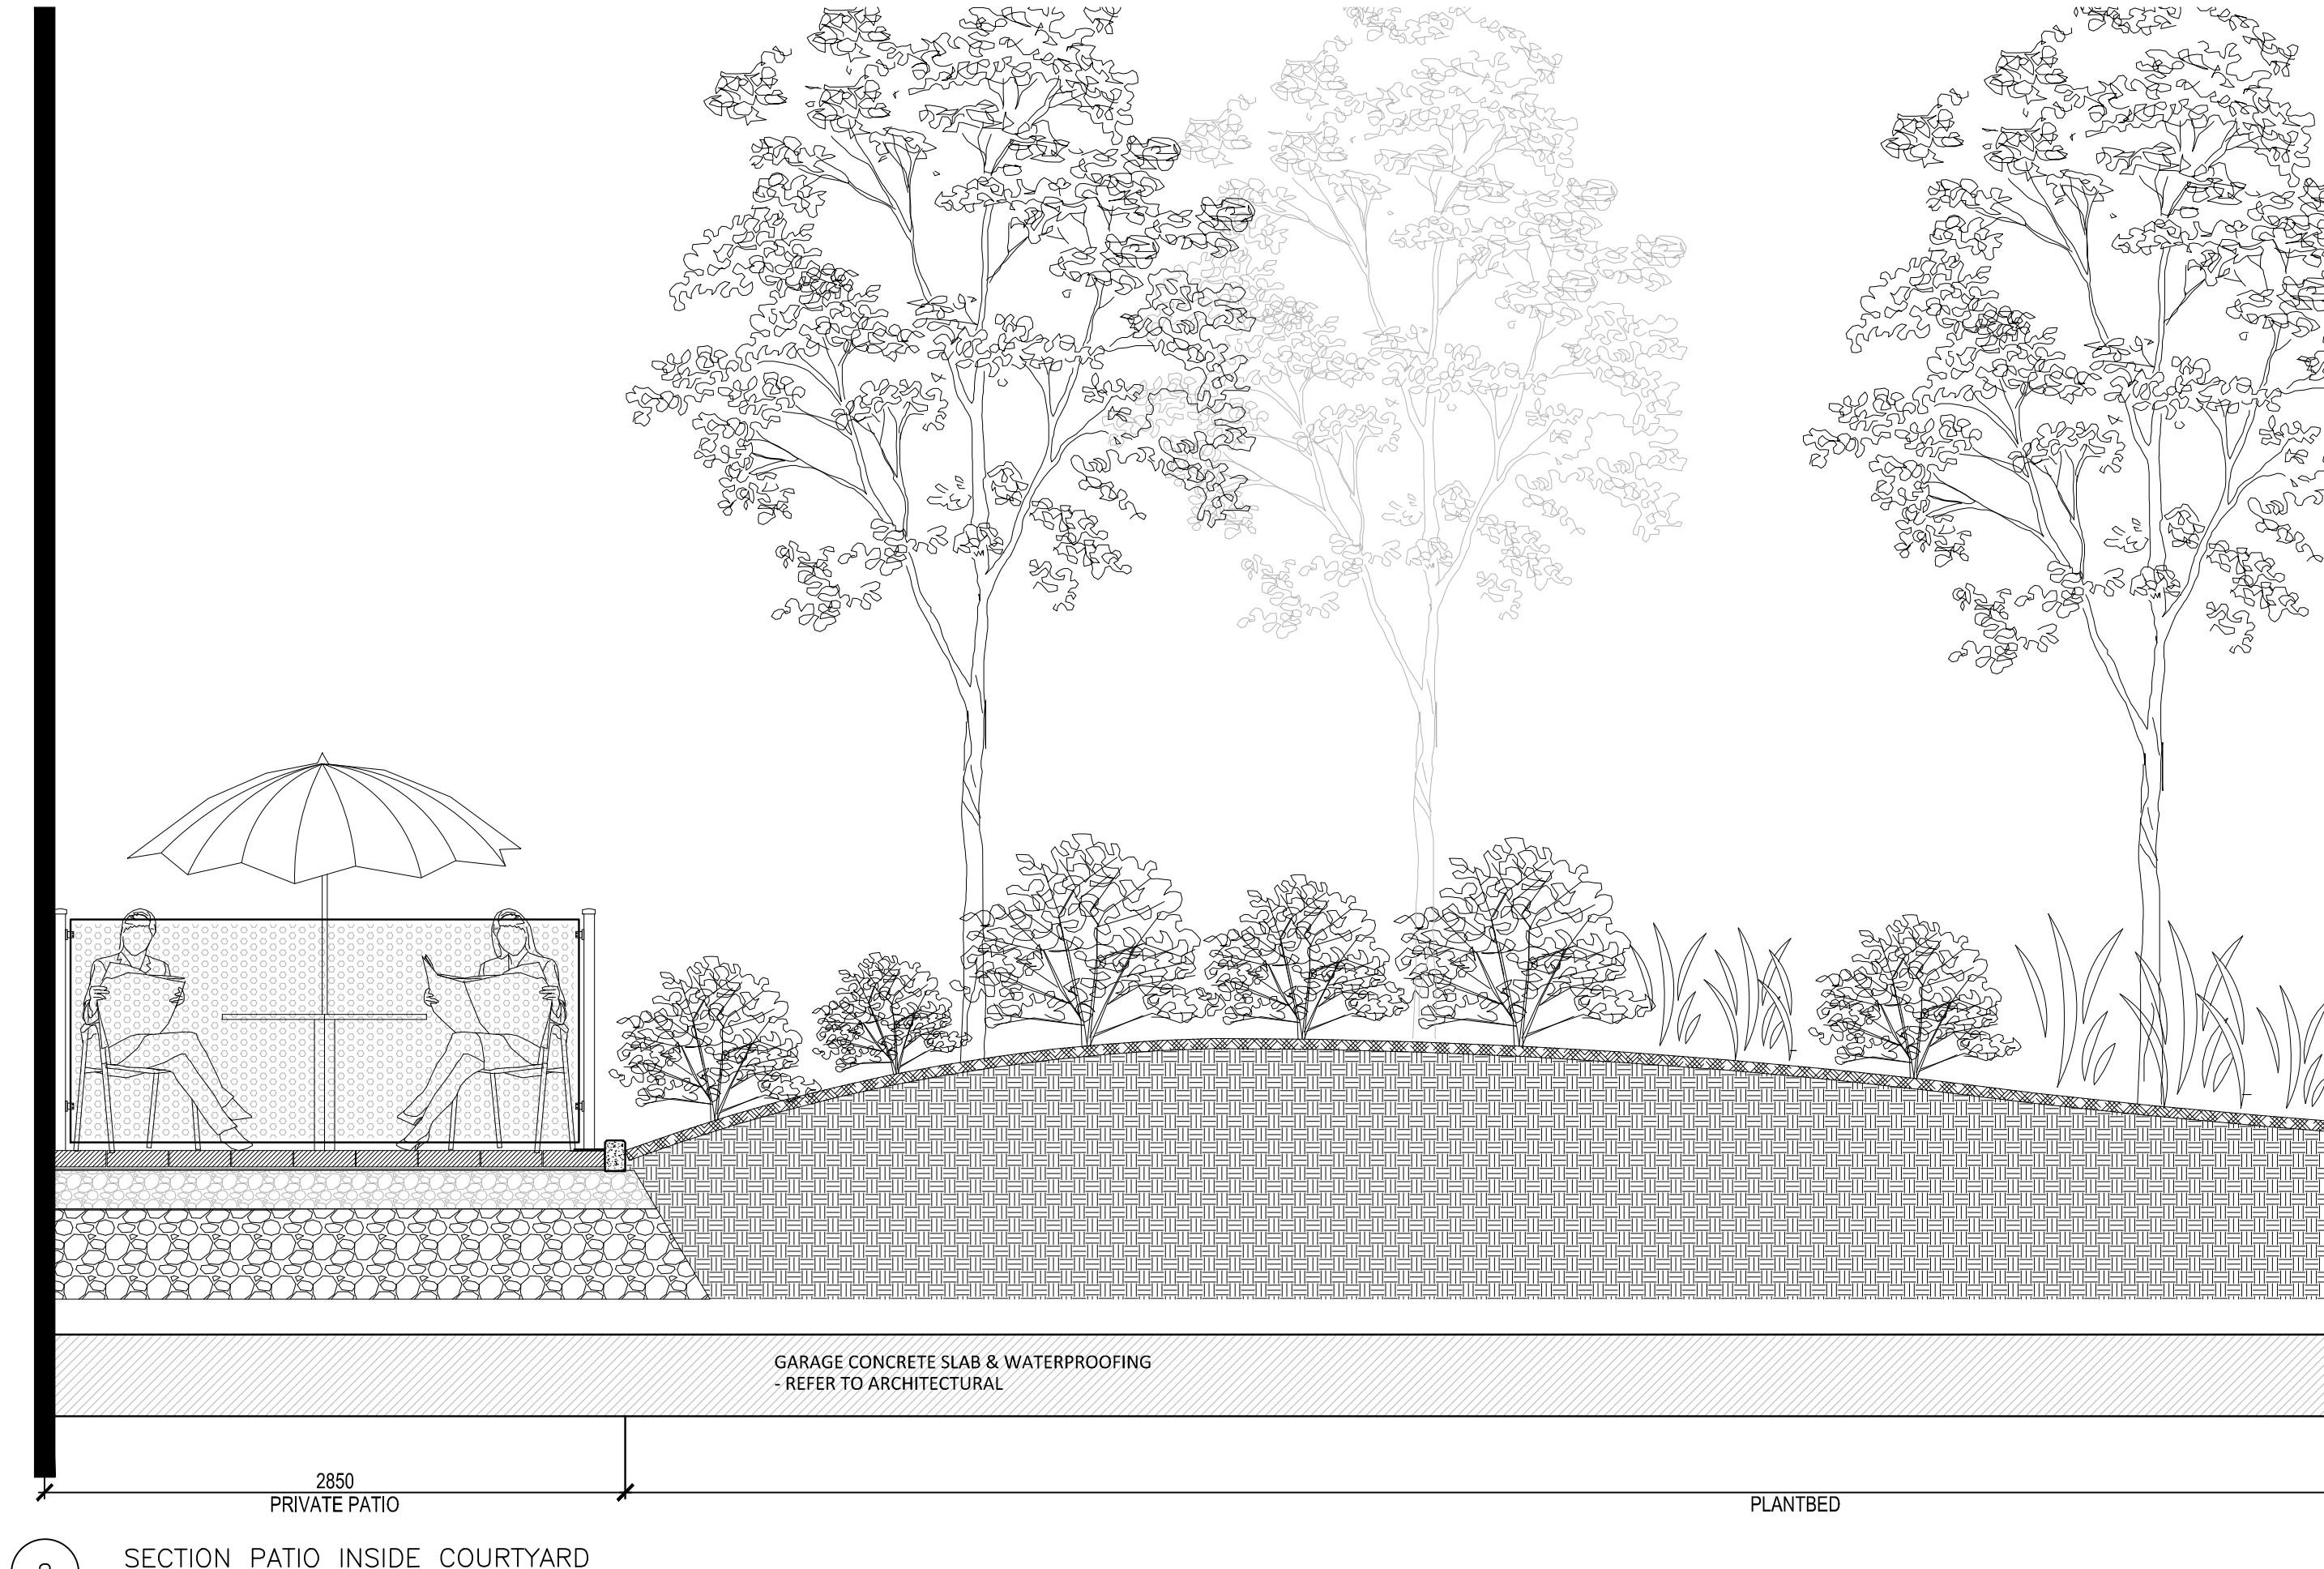 GARAGE CONCRETE SLAB & WATERPROOFING
- REFER TO ARCHITECTURAL
2850
PRIVATE PATIO
PLANTBED
SECTION PATIO INSIDE COURTYARD